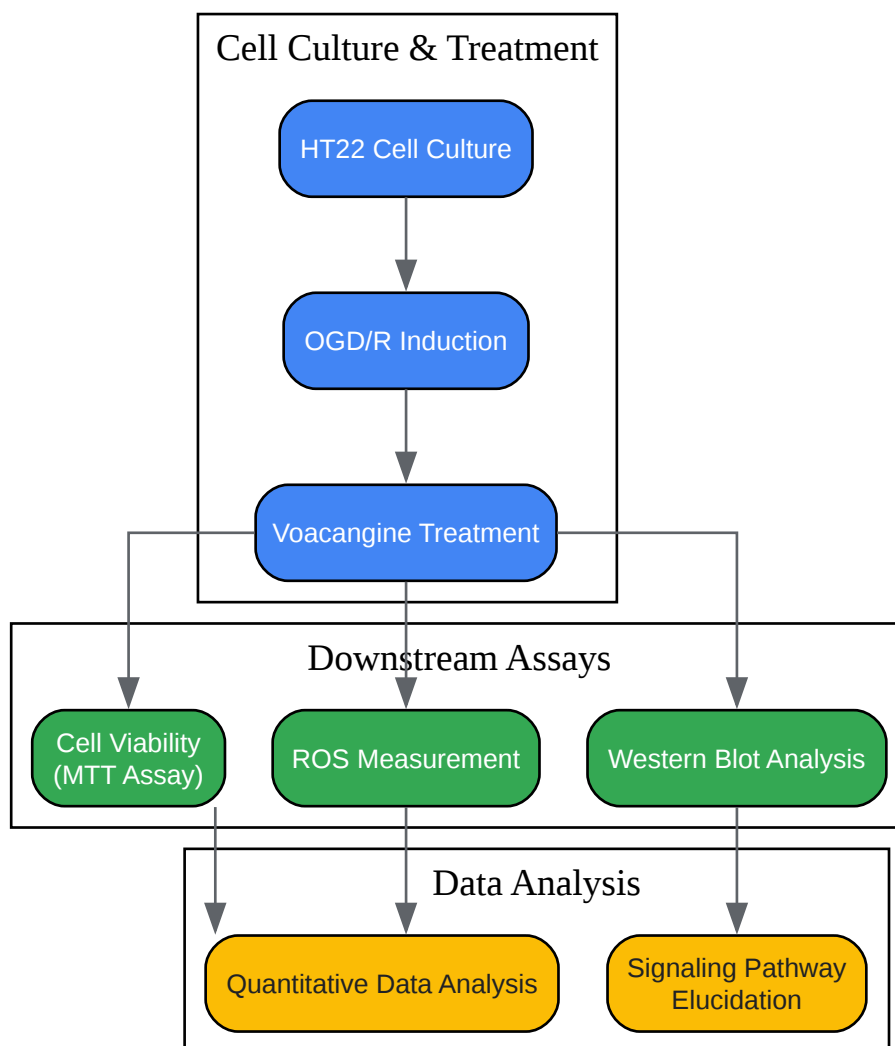 Cell Culture & Treatment
HT22 Cell Culture
OGD/R Induction
Voacangine Treatment
Downstream Assays
Cell Viability
(MTT Assay)
ROS Measurement
Western Blot Analysis
Data Analysis
Quantitative Data Analysis
Signaling Pathway
Elucidation